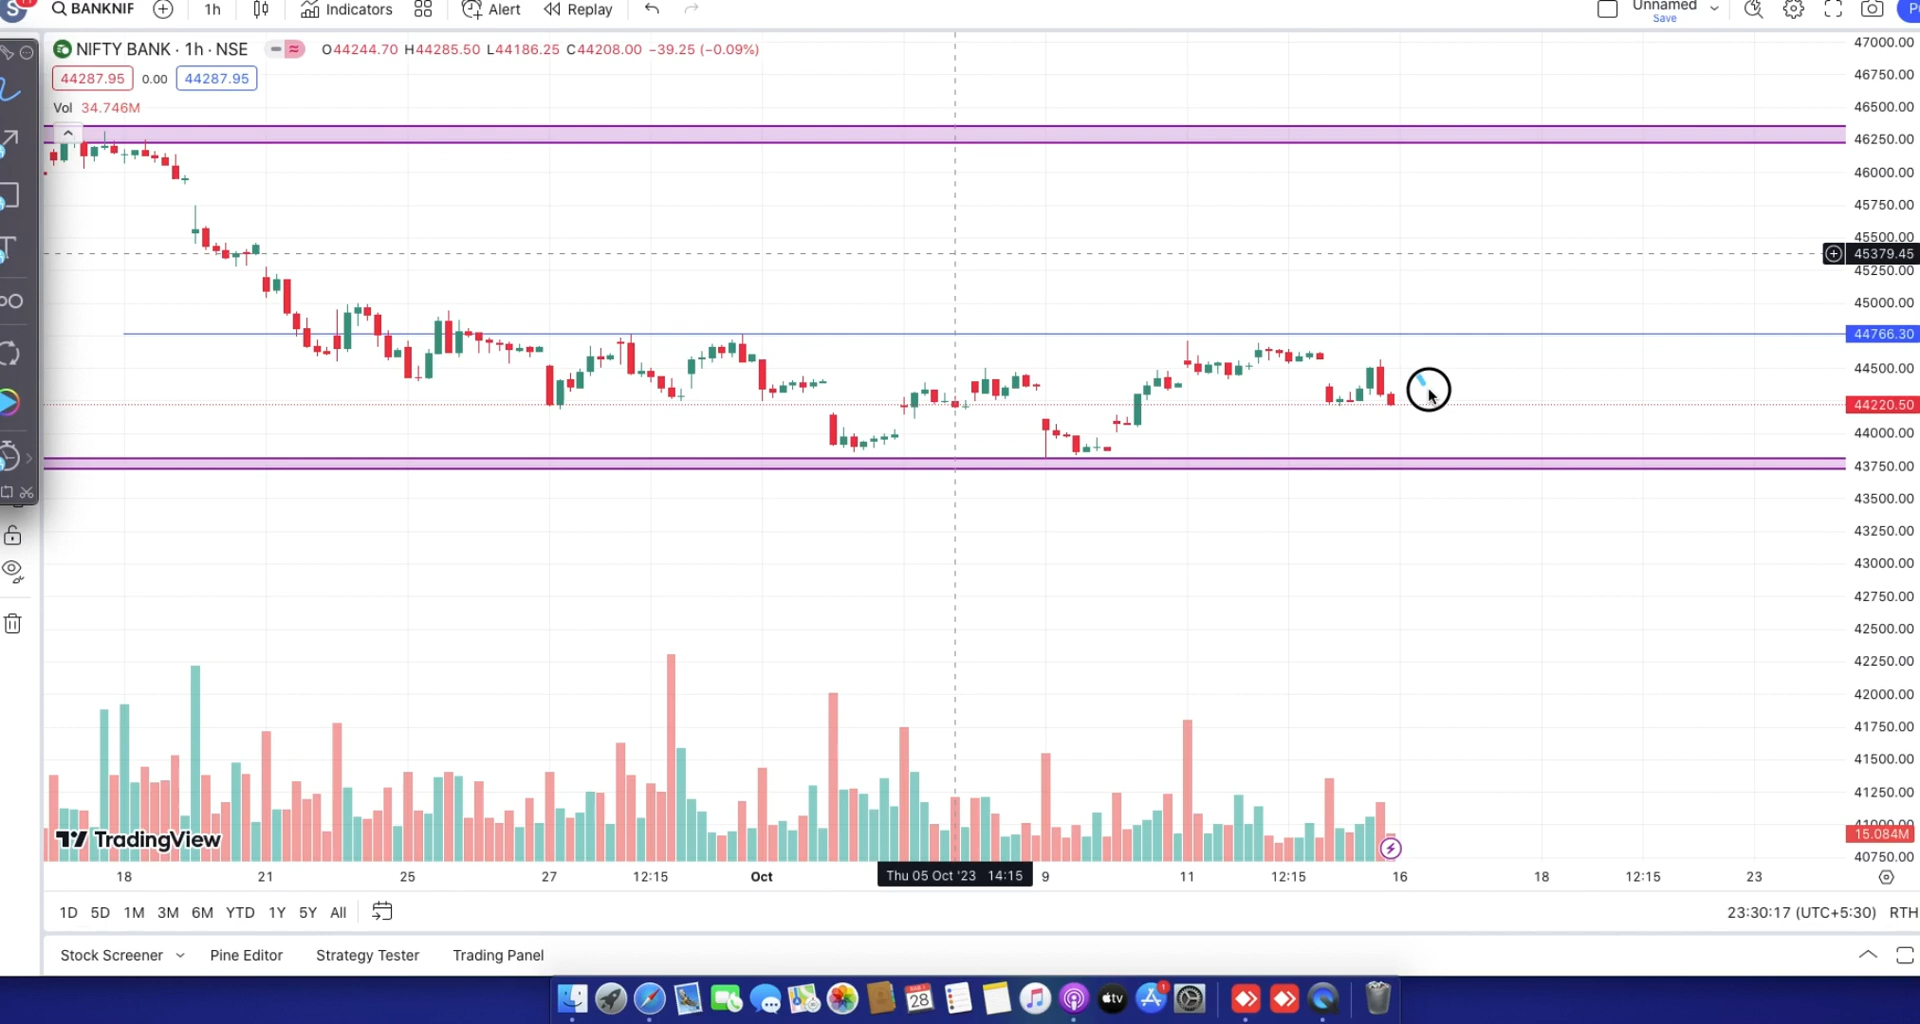 BANKNIF
1h
Indicators
Alert
Replay
Unnamed
Save
NIFTY BANK · 1h · NSE
O44244.70 H44285.50 L44186.25 C44208.00 −39.25 (−0.09%)
44287.95 0.00 44287.95
Vol 34.746M
47000.00
46750.00
46500.00
46250.00
46000.00
45750.00
45500.00
45379.45
45250.00
45000.00
44766.30
44500.00
44220.50
44000.00
43750.00
43500.00
43250.00
43000.00
42750.00
42500.00
42250.00
42000.00
41750.00
41500.00
41250.00
41000.00
15.084M
40750.00
TradingView
18 21 25 27 12:15 Oct Thu 05 Oct '23 14:15 9 11 12:15 16 18 12:15 23
1D 5D 1M 3M 6M YTD 1Y 5Y All
23:30:17 (UTC+5:30) RTH
Stock Screener Pine Editor Strategy Tester Trading Panel
28
tv
1